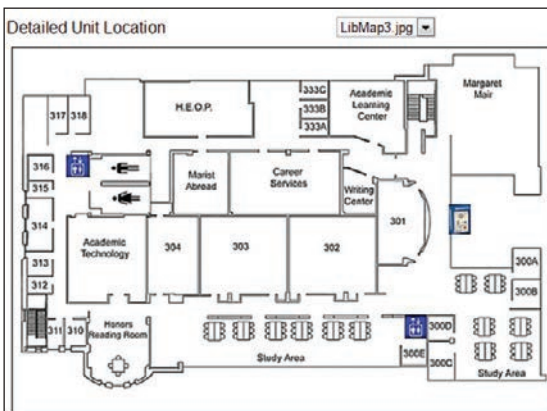 Detailed Unit Location
LibMap3.jpg
317
318
H.E.O.P.
333C
333B
333A
Academic
Learning
Center
Margaret
Mair
316
315
314
313
312
Marist
Abroad
Career
Services
Writing
Center
301
Academic
Technology
304
303
302
300A
300B
311
310
Honors
Reading Room
Study Area
300D
300E
300C
Study Area